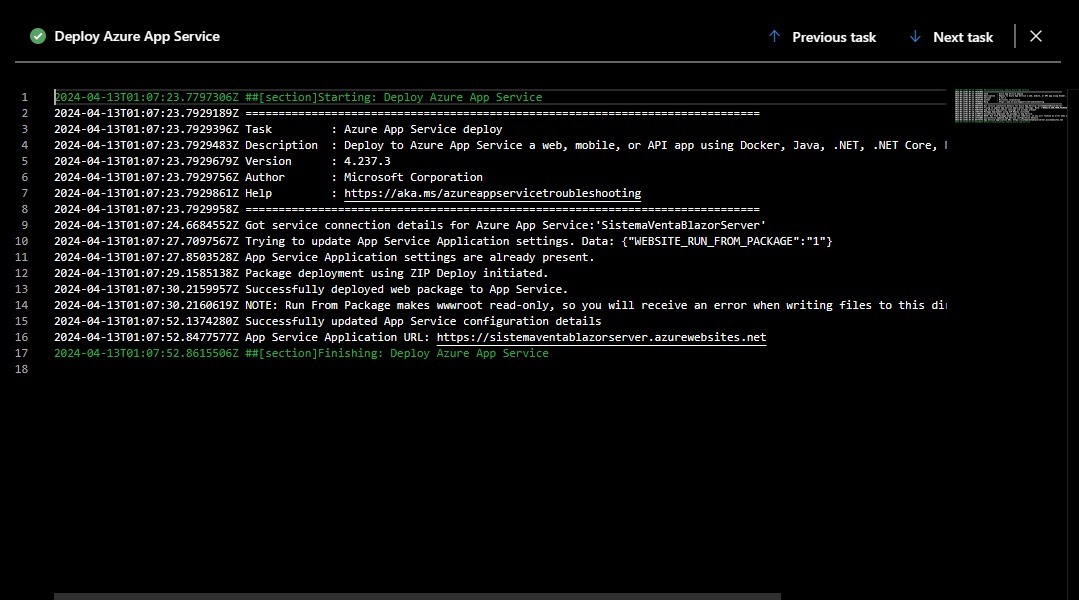 Deploy Azure App Service
Previous task
Next task
1 2024-04-13T01:07:23.7797306Z ##[section]Starting: Deploy Azure App Service
2 2024-04-13T01:07:23.7929189Z ==============================================================================
3 2024-04-13T01:07:23.7929396Z Task         : Azure App Service deploy
4 2024-04-13T01:07:23.7929483Z Description  : Deploy to Azure App Service a web, mobile, or API app using Docker, Java, .NET, .NET Core,
5 2024-04-13T01:07:23.7929679Z Version      : 4.237.3
6 2024-04-13T01:07:23.7929756Z Author       : Microsoft Corporation
7 2024-04-13T01:07:23.7929861Z Help         : https://aka.ms/azureappservicetroubleshooting
8 2024-04-13T01:07:23.7929958Z ==============================================================================
9 2024-04-13T01:07:24.6684552Z Got service connection details for Azure App Service:'SistemaVentaBlazorServer'
10 2024-04-13T01:07:27.7097567Z Trying to update App Service Application settings. Data: {"WEBSITE_RUN_FROM_PACKAGE":"1"}
11 2024-04-13T01:07:27.8503528Z App Service Application settings are already present.
12 2024-04-13T01:07:29.1585138Z Package deployment using ZIP Deploy initiated.
13 2024-04-13T01:07:30.2159957Z Successfully deployed web package to App Service.
14 2024-04-13T01:07:30.2160619Z NOTE: Run From Package makes wwwroot read-only, so you will receive an error when writing files to this
15 2024-04-13T01:07:52.1374280Z Successfully updated App Service configuration details
16 2024-04-13T01:07:52.8477577Z App Service Application URL: https://sistemaventablazorserver.azurewebsites.net
17 2024-04-13T01:07:52.8615506Z ##[section]Finishing: Deploy Azure App Service
18